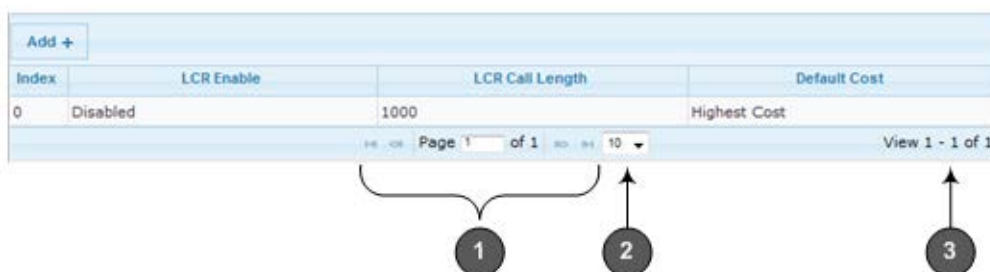 Add +
Index LCR Enable LCR Call Length Default Cost
0 Disabled 1000 Highest Cost
Page 1 of 1 10 View 1 - 1 of 1
1 2 3